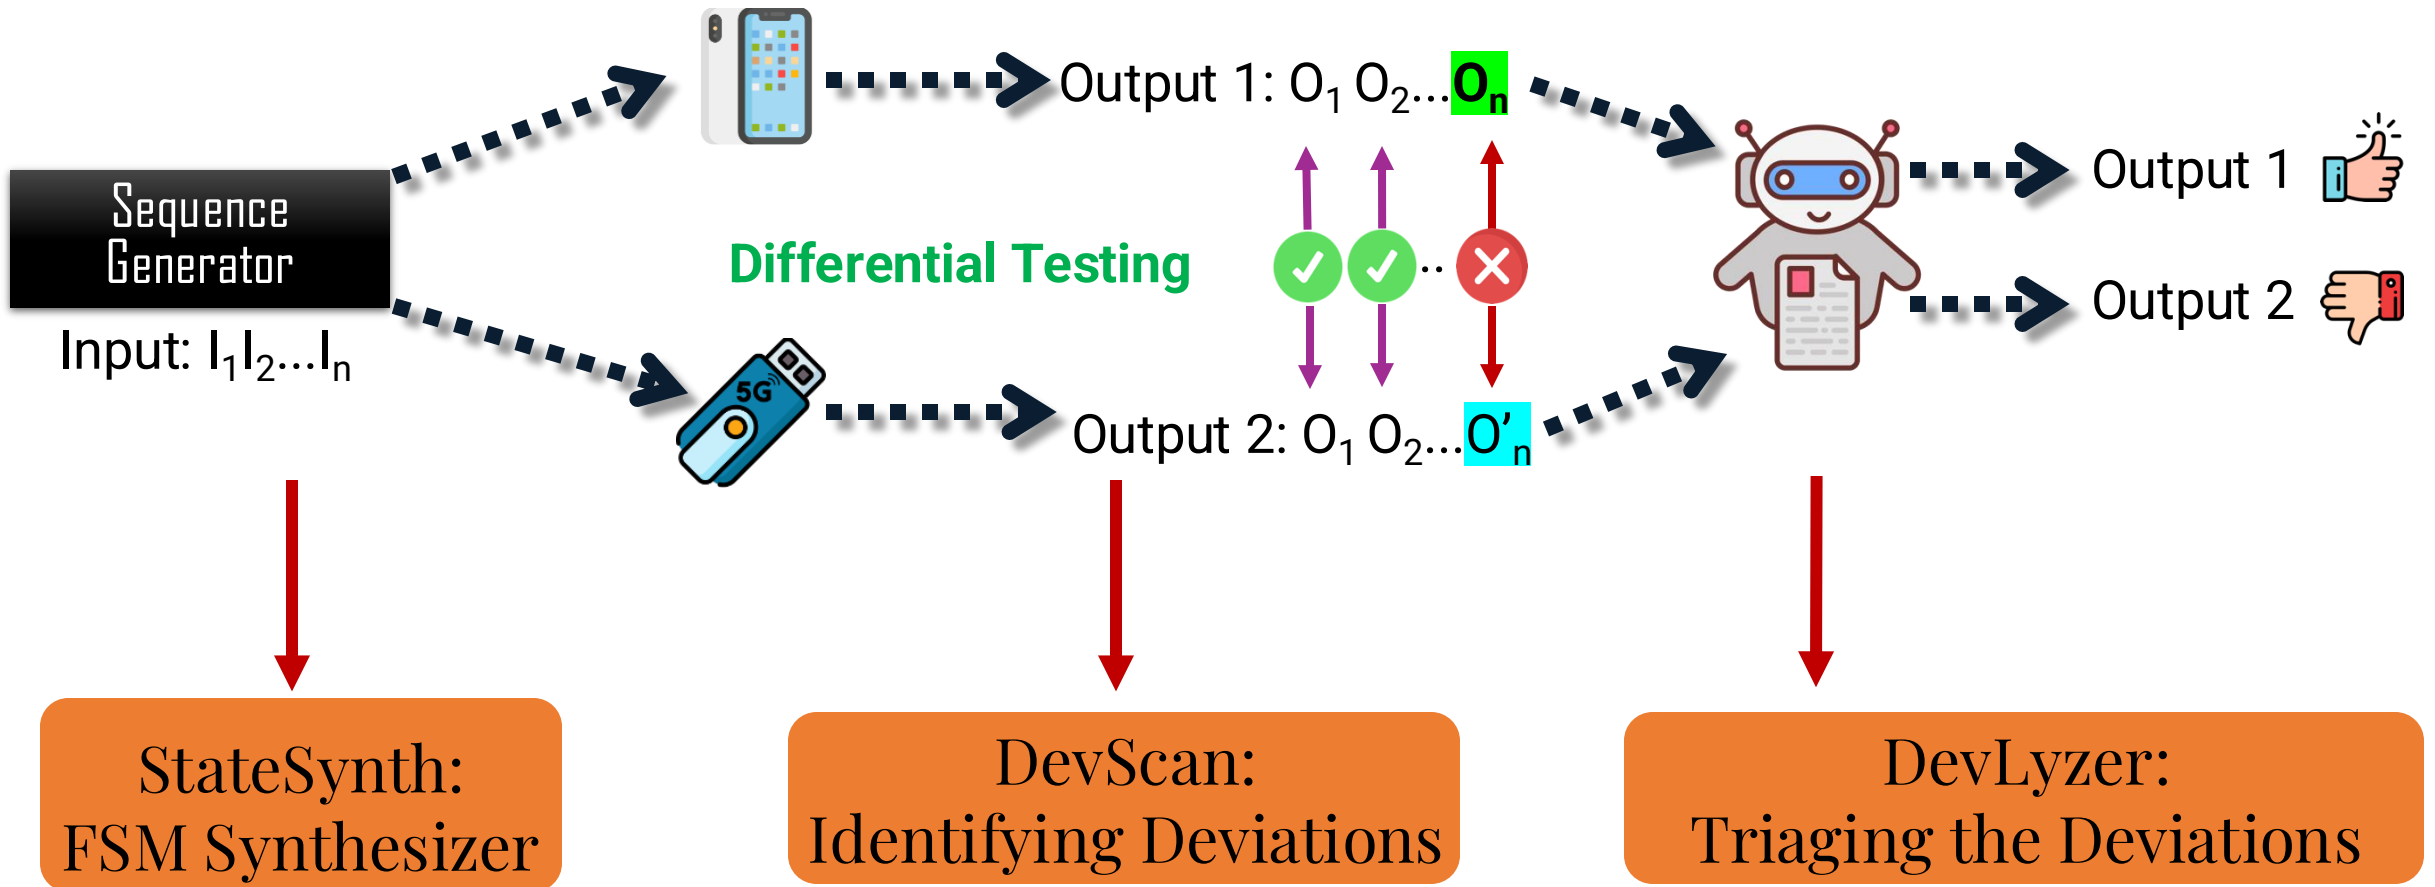 Output 1: O₁ O₂...Oₙ
Sequence
Generator
Output 1
Differential Testing
..
Output 2
Input: I₁I₂...Iₙ
5G
Output 2: O₁ O₂...O’ₙ
StateSynth:
FSM Synthesizer
DevScan:
Identifying Deviations
DevLyzer:
Triaging the Deviations